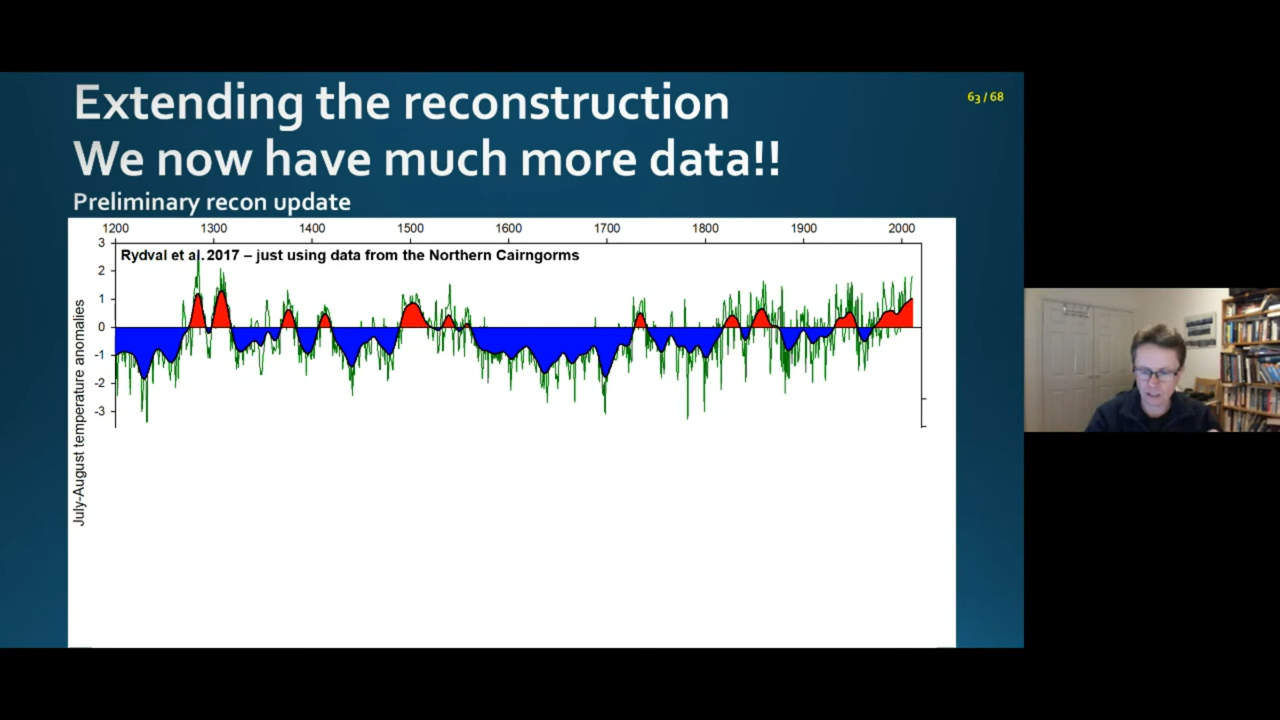 Extending the reconstruction
63 / 68
We now have much more data!!
Preliminary recon update
1200 1300 1400 1500 1600 1700 1800 1900 2000
Rydval et al. 2017 – just using data from the Northern Cairngorms
3
2
1
0
-1
-2
-3
July-August temperature anomalies